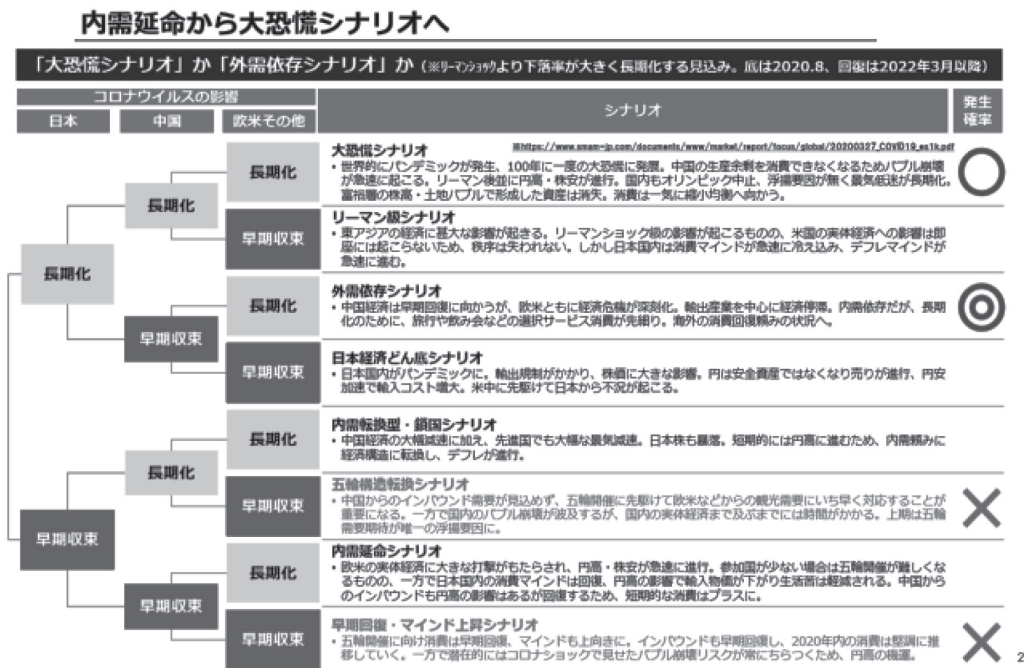 内需延命から大恐慌シナリオへ
「大恐慌シナリオ」か「外需依存シナリオ」か（※ﾘｰﾏﾝｼｮｯｸより下落率が大きく長期化する見込み。底は2020.8、回復は2022年3月以降）
コロナウイルスの影響
シナリオ
発生
確率
日本
中国
欧米その他
長期化
長期化
長期化
大恐慌シナリオ
※https://www.smam-jp.com/documents/www/market/report/focus/global/20200327_COVID19_es1k.pdf
・世界的にパンデミックが発生、100年に一度の大恐慌に発展。中国の生産余剰を消費できなくなるためバブル崩壊
が急速に起こる。リーマン後並に円高・株安が進行。国内もオリンピック中止、浮揚要因が無く景気低迷が長期化。
富裕層の株高・土地バブルで形成した資産は消失。消費は一気に縮小均衡へ向かう。
早期収束
リーマン級シナリオ
・東アジアの経済に甚大な影響が起きる。リーマンショック級の影響が起こるものの、米国の実体経済への影響は即
座には起こらないため、秩序は失われない。しかし日本国内は消費マインドが急速に冷え込み、デフレマインドが
急速に進む。
早期収束
長期化
外需依存シナリオ
・中国経済は早期回復に向かうが、欧米ともに経済危機が深刻化。輸出産業を中心に経済停滞。内需依存だが、長期
化のために、旅行や飲み会などの選択サービス消費が先細り。海外の消費回復頼みの状況へ。
早期収束
日本経済どん底シナリオ
・日本国内がパンデミックに。輸出規制がかかり、株価に大きな影響。円は安全資産ではなくなり売りが進行、円安
加速で輸入コスト増大。米中に先駆けて日本から不況が起こる。
早期収束
長期化
長期化
内需転換型・鎖国シナリオ
・中国経済の大幅減速に加え、先進国でも大幅な景気減速。日本株も暴落。短期的には円高に進むため、内需頼みに
経済構造に転換し、デフレが進行。
早期収束
五輪構造転換シナリオ
・中国からのインバウンド需要が見込めず、五輪開催に先駆けて欧米などからの観光需要にいち早く対応することが
重要になる。一方で国内のバブル崩壊が波及するが、国内の実体経済まで及ぶまでには時間がかかる。上期は五輪
需要期待が唯一の浮揚要因に。
早期収束
長期化
内需延命シナリオ
・欧米の実体経済に大きな打撃がもたらされ、円高・株安が急速に進行。参加国が少ない場合は五輪開催が難しくな
るものの、一方で日本国内の消費マインドは回復、円高の影響で輸入物価が下がり生活苦は軽減される。中国から
のインバウンドも円高の影響はあるが回復するため、短期的な消費はプラスに。
早期収束
早期回復・マインド上昇シナリオ
・五輪開催に向け消費は早期回復、マインドも上向きに。インバウンドも早期回復し、2020年内の消費は堅調に推
移していく。一方で潜在的にはコロナショックで見せたバブル崩壊リスクが常にちらつくため、円高の機運。
2